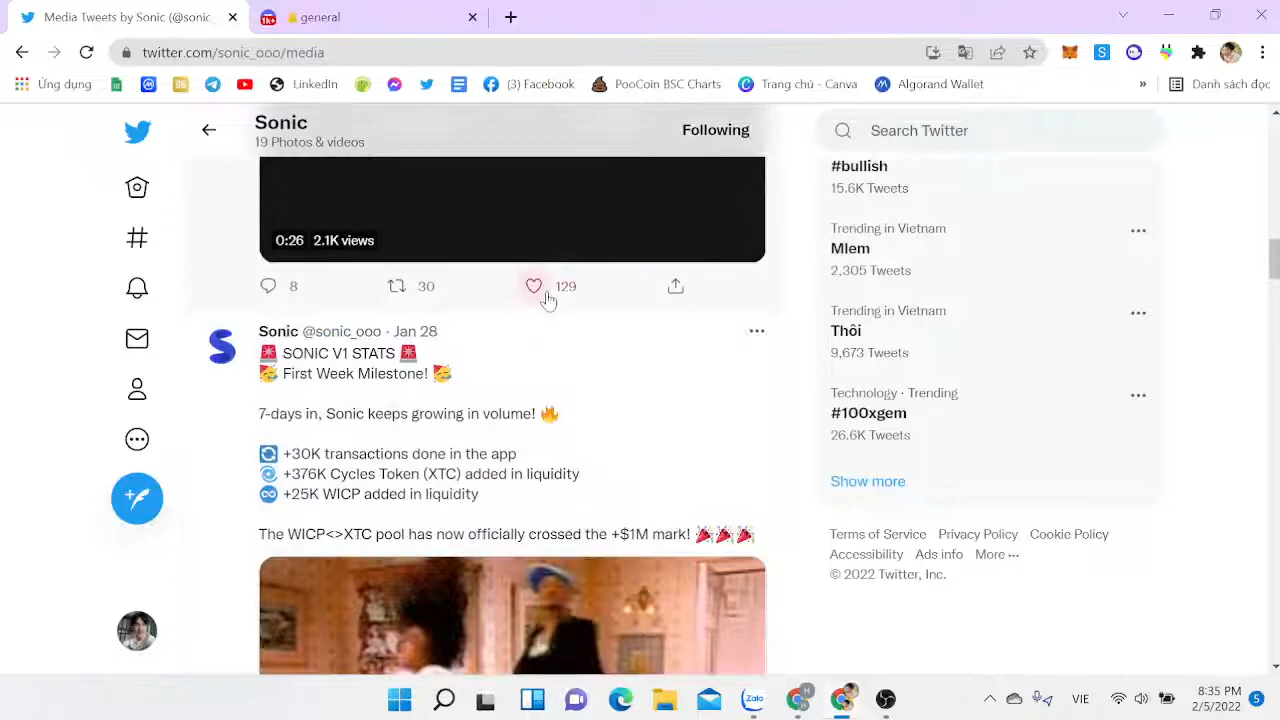 Media Tweets by Sonic (@sonic_
1k+
general
twitter.com/sonic_ooo/media
Ứng dụng
LinkedIn
(3) Facebook
PooCoin BSC Charts
Trang chủ - Canva
Algorand Wallet
»
Danh sách đọc
Sonic
19 Photos & videos
Following
Search Twitter
0:26 2.1K views
8
30
129
Sonic @sonic_ooo · Jan 28
🚨 SONIC V1 STATS 🚨
🥳 First Week Milestone! 🥳
7-days in, Sonic keeps growing in volume! 🔥
🔄 +30K transactions done in the app
🌀 +376K Cycles Token (XTC) added in liquidity
♾️ +25K WICP added in liquidity
The WICP<>XTC pool has now officially crossed the +$1M mark! 🎉🎉🎉
#bullish
15.6K Tweets
Trending in Vietnam
Mlem
2,305 Tweets
Trending in Vietnam
Thôi
9,673 Tweets
Technology · Trending
#100xgem
26.6K Tweets
Show more
Terms of Service Privacy Policy Cookie Policy
Accessibility Ads info More ···
© 2022 Twitter, Inc.
Zalo
H
VIE
8:35 PM
2/5/2022
5